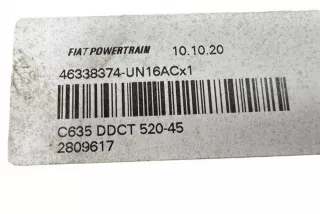 FIAT POWERTRAIN 10.10.20
46338374-UN16ACx1
C635 DDCT 520-45
2809617